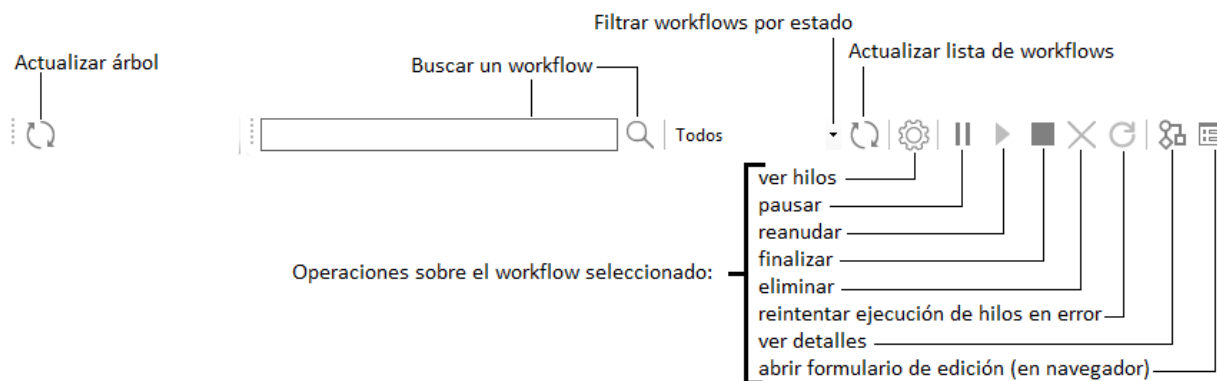 Filtrar workflows por estado
Actualizar árbol
Buscar un workflow
Actualizar lista de workflows
Todos
ver hilos
pausar
reanudar
finalizar
Operaciones sobre el workflow seleccionado:
eliminar
reintentar ejecución de hilos en error
ver detalles
abrir formulario de edición (en navegador)